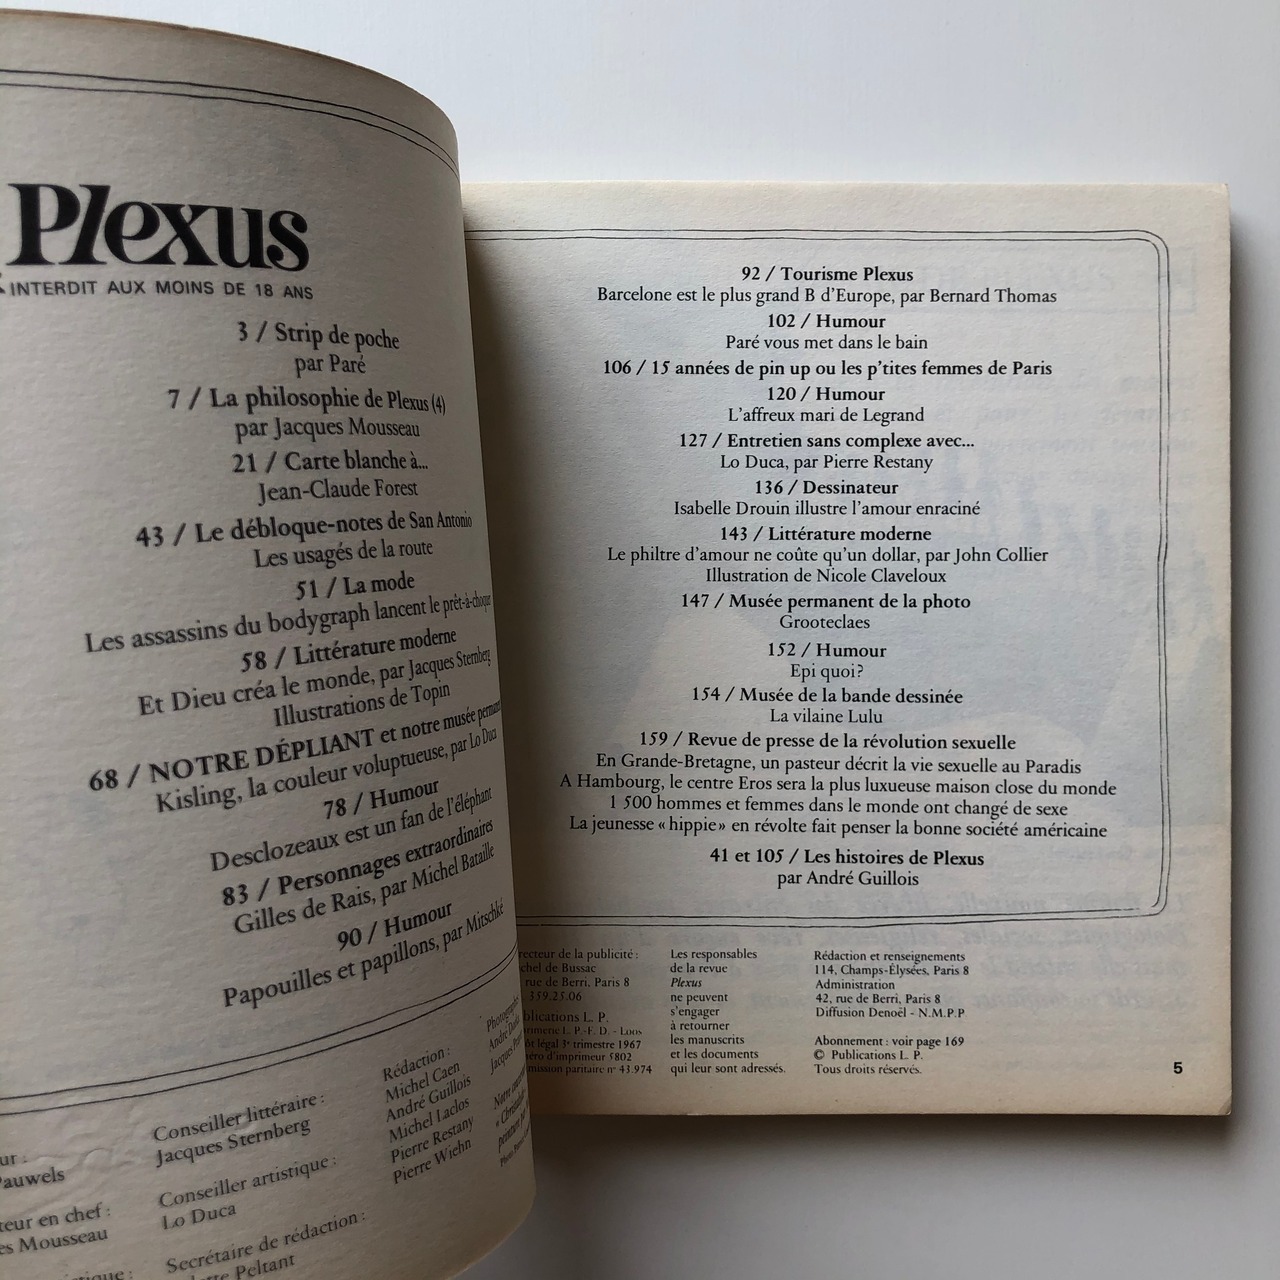 Plexus
INTERDIT AUX MOINS DE 18 ANS
3 / Strip de poche
par Paré
7 / La philosophie de Plexus (4)
par Jacques Mousseau
21 / Carte blanche à...
Jean-Claude Forest
43 / Le débloque-notes de San Antonio
Les usagés de la route
51 / La mode
Les assassins du bodygraph lancent le prêt-à-choquer
58 / Littérature moderne
Et Dieu créa le monde, par Jacques Sternberg
Illustrations de Topin
68 / NOTRE DÉPLIANT et notre musée
Kisling, la couleur voluptueuse, par Lo Duca
78 / Humour
Desclozeaux est un fan de l'éléphant
83 / Personnages extraordinaires
Gilles de Rais, par Michel Bataille
90 / Humour
Papouilles et papillons, par Mitschké
Pauwels
en chef :
Mousseau
Conseiller littéraire :
Jacques Sternberg
Conseiller artistique :
Lo Duca
Secrétaire de rédaction :
Peltant
Rédaction :
Michel Caen
André Guillois
Michel Laclos
Pierre Restany
Pierre Wiehn
92 / Tourisme Plexus
Barcelone est le plus grand B d'Europe, par Bernard Thomas
102 / Humour
Paré vous met dans le bain
106 / 15 années de pin up ou les p'tites femmes de Paris
120 / Humour
L'affreux mari de Legrand
127 / Entretien sans complexe avec...
Lo Duca, par Pierre Restany
136 / Dessinateur
Isabelle Drouin illustre l'amour enraciné
143 / Littérature moderne
Le philtre d'amour ne coûte qu'un dollar, par John Collier
Illustration de Nicole Claveloux
147 / Musée permanent de la photo
Grooteclaes
152 / Humour
Epi quoi?
154 / Musée de la bande dessinée
La vilaine Lulu
159 / Revue de presse de la révolution sexuelle
En Grande-Bretagne, un pasteur décrit la vie sexuelle au Paradis
A Hambourg, le centre Eros sera la plus luxueuse maison close du monde
1 500 hommes et femmes dans le monde ont changé de sexe
La jeunesse « hippie » en révolte fait penser la bonne société américaine
41 et 105 / Les histoires de Plexus
par André Guillois
de la publicité :
de Bussac
rue de Berri, Paris 8
359.25.06
L. P.
L. P.-F. D. - Loos
légal 3e trimestre 1967
d'imprimeur 5802
paritaire n° 43.974
Les responsables
de la revue
Plexus
ne peuvent
s'engager
à retourner
les manuscrits
et les documents
qui leur sont adressés.
Rédaction et renseignements
114, Champs-Élysées, Paris 8
Administration
42, rue de Berri, Paris 8
Diffusion Denoël - N.M.P.P
Abonnement : voir page 169
© Publications L. P.
Tous droits réservés.
5